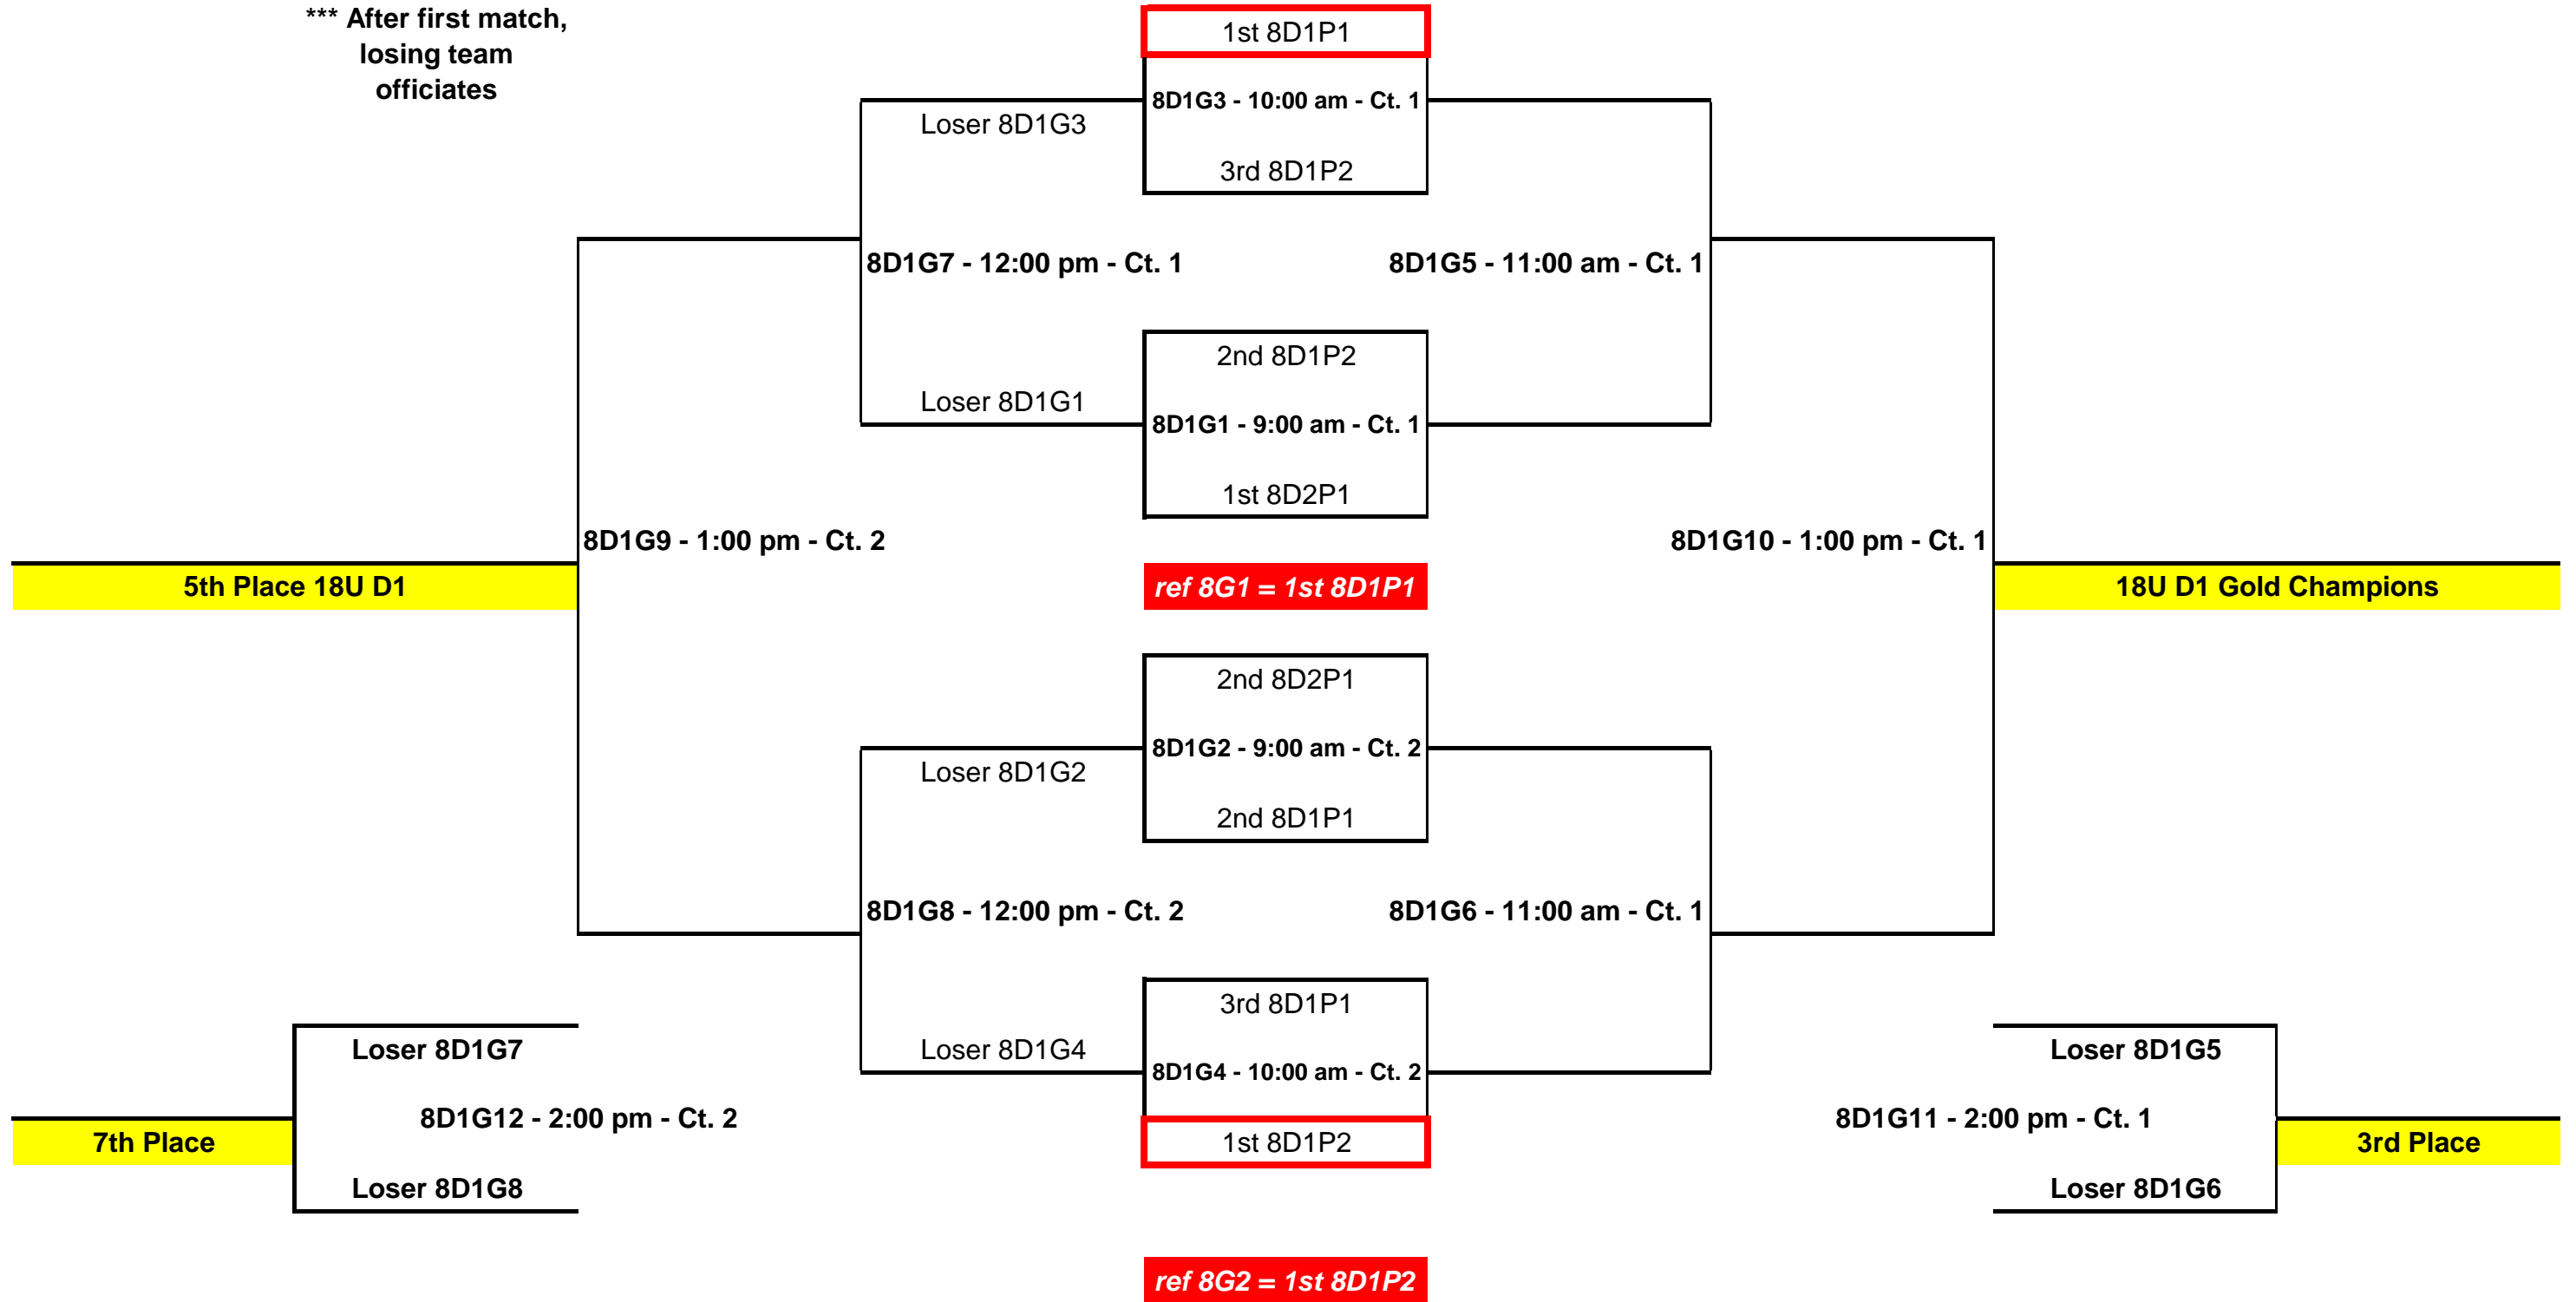 *** After first match,
losing team
officiates
1st 8D1P1
8D1G3 - 10:00 am - Ct. 1
Loser 8D1G3
3rd 8D1P2
8D1G7 - 12:00 pm - Ct. 1
8D1G5 - 11:00 am - Ct. 1
2nd 8D1P2
Loser 8D1G1
8D1G1 - 9:00 am - Ct. 1
1st 8D2P1
8D1G9 - 1:00 pm - Ct. 2
8D1G10 - 1:00 pm - Ct. 1
5th Place 18U D1
ref 8G1 = 1st 8D1P1
18U D1 Gold Champions
2nd 8D2P1
8D1G2 - 9:00 am - Ct. 2
Loser 8D1G2
2nd 8D1P1
8D1G8 - 12:00 pm - Ct. 2
8D1G6 - 11:00 am - Ct. 1
3rd 8D1P1
Loser 8D1G7
Loser 8D1G4
8D1G4 - 10:00 am - Ct. 2
Loser 8D1G5
8D1G12 - 2:00 pm - Ct. 2
8D1G11 - 2:00 pm - Ct. 1
7th Place
1st 8D1P2
3rd Place
Loser 8D1G8
Loser 8D1G6
ref 8G2 = 1st 8D1P2